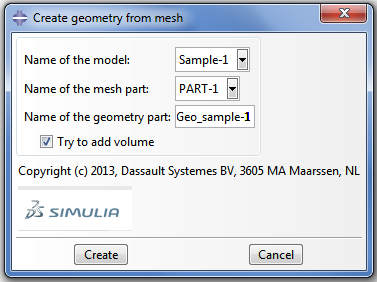 Create geometry from mesh
Name of the model: Sample-1
Name of the mesh part: PART-1
Name of the geometry part: Geo_sample-1
Try to add volume
Copyright (c) 2013, Dassault Systemes BV, 3605 MA Maarssen, NL
SIMULIA
Create Cancel